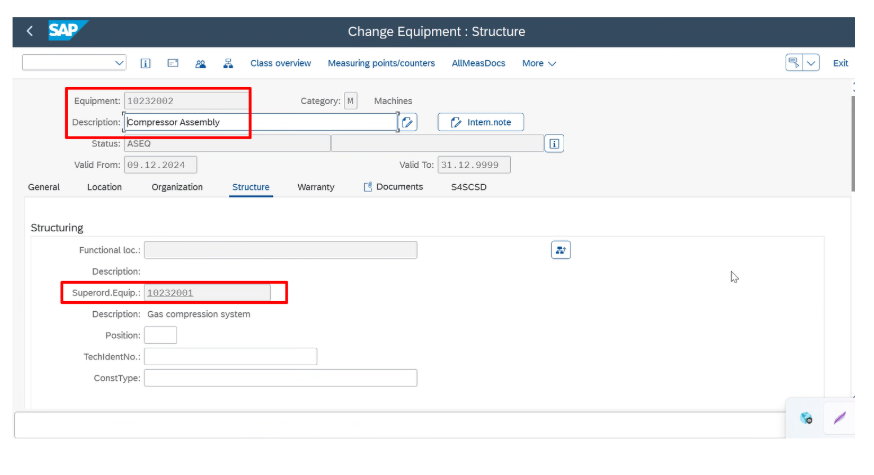 SAP
Change Equipment : Structure
Class overview Measuring points/counters AllMeasDocs More Exit
Equipment: 10232002 Category: M Machines
Description: Compressor Assembly Intern.note
Status: ASEQ
Valid From: 09.12.2024 Valid To: 31.12.9999
General Location Organization Structure Warranty Documents S4SCSD
Structuring
Functional loc.:
Description:
Superord.Equip.: 10232001
Description: Gas compression system
Position:
TechIdentNo.:
ConstType: